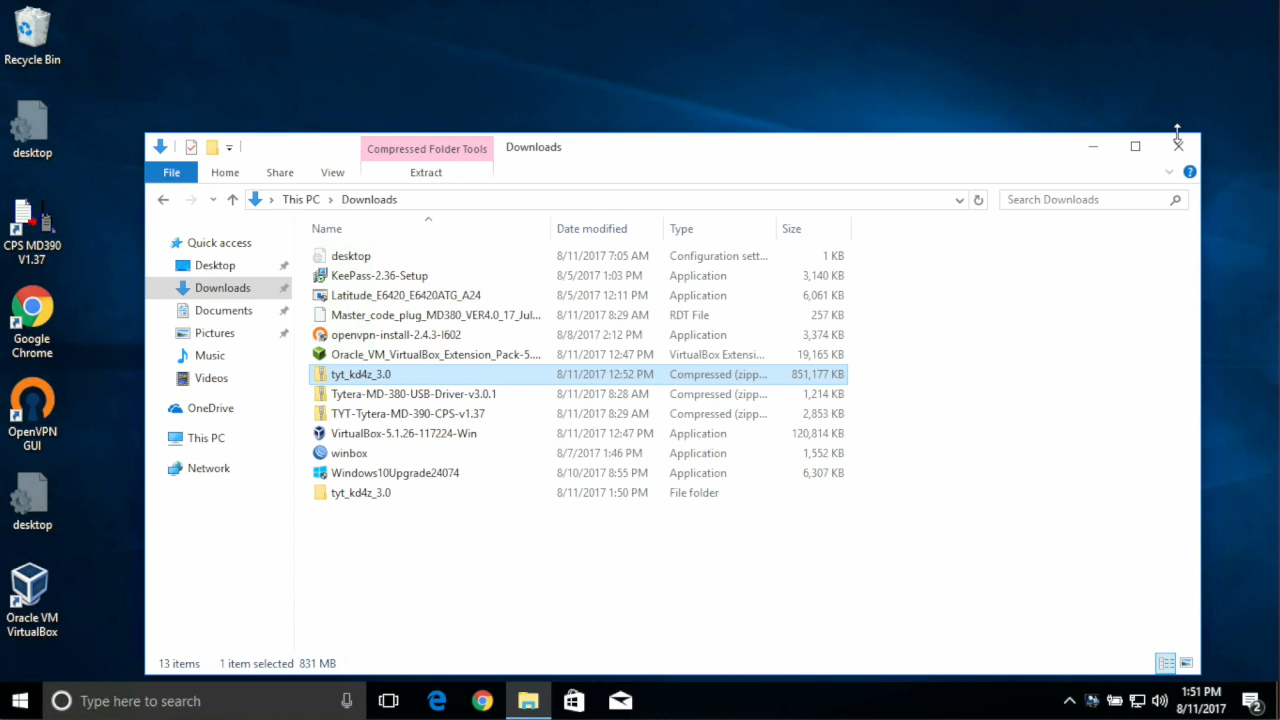 Recycle Bin
desktop
CPS MD390
V1.37
Google
Chrome
OpenVPN
GUI
desktop
Oracle VM
VirtualBox
Compressed Folder Tools
Downloads
File
Home
Share
View
Extract
This PC
Downloads
Search Downloads
Quick access
Desktop
Downloads
Documents
Pictures
Music
Videos
OneDrive
This PC
Network
Name Date modified Type Size
desktop 8/11/2017 7:05 AM Configuration sett... 1 KB
KeePass-2.36-Setup 8/5/2017 1:03 PM Application 3,140 KB
Latitude_E6420_E6420ATG_A24 8/5/2017 12:11 PM Application 6,061 KB
Master_code_plug_MD380_VER4.0_17_Jul... 8/11/2017 8:29 AM RDT File 257 KB
openvpn-install-2.4.3-I602 8/8/2017 2:12 PM Application 3,374 KB
Oracle_VM_VirtualBox_Extension_Pack-5.... 8/11/2017 12:47 PM VirtualBox Extensi... 19,165 KB
tyt_kd4z_3.0 8/11/2017 12:52 PM Compressed (zipp... 851,177 KB
Tytera-MD-380-USB-Driver-v3.0.1 8/11/2017 8:28 AM Compressed (zipp... 1,214 KB
TYT-Tytera-MD-390-CPS-v1.37 8/11/2017 8:29 AM Compressed (zipp... 2,853 KB
VirtualBox-5.1.26-117224-Win 8/11/2017 12:47 PM Application 120,814 KB
winbox 8/7/2017 1:46 PM Application 1,552 KB
Windows10Upgrade24074 8/10/2017 8:55 PM Application 6,307 KB
tyt_kd4z_3.0 8/11/2017 1:50 PM File folder
13 items 1 item selected 831 MB
Type here to search
1:51 PM
8/11/2017
2